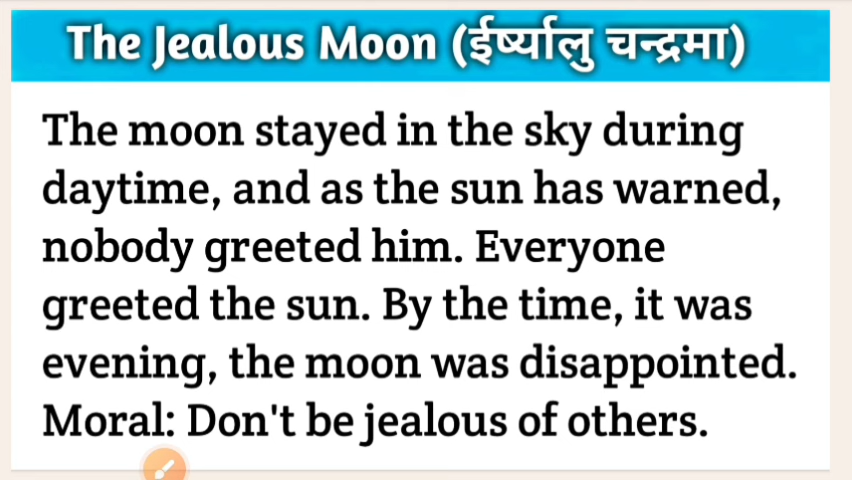 The Jealous Moon (ईर्ष्यालु चन्द्रमा)
The moon stayed in the sky during
daytime, and as the sun has warned,
nobody greeted him. Everyone
greeted the sun. By the time, it was
evening, the moon was disappointed.
Moral: Don't be jealous of others.